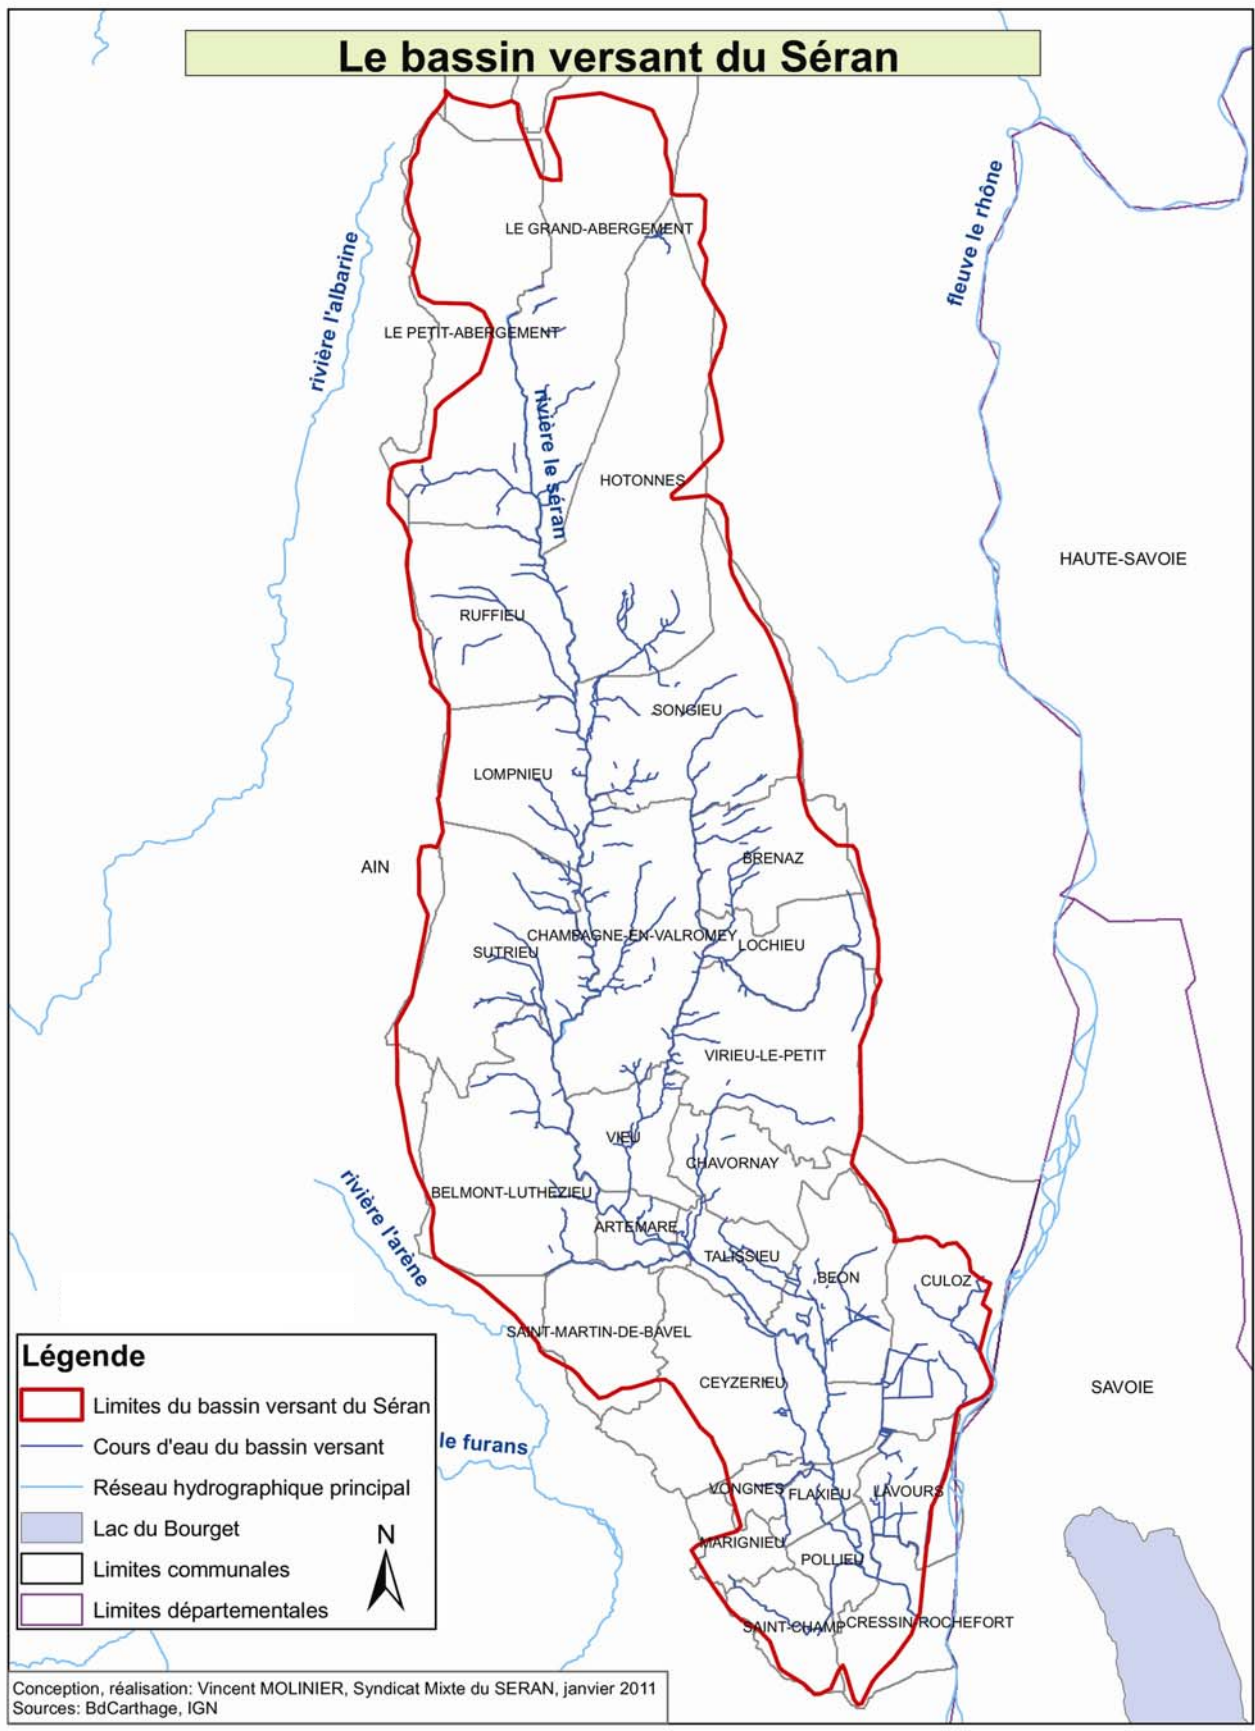 Le bassin versant du Séran
fleuve le rhône
LE GRAND-ABERGEMENT
rivière l'albarine
LE PETIT-ABERGEMENT
rivière le séran
HOTONNES
HAUTE-SAVOIE
RUFFIEU
SONGIEU
LOMPNIEU
BRENAZ
AIN
CHAMPAGNE-EN-VALROMEY
LOCHIEU
SUTRIEU
VIRIEU-LE-PETIT
VIEU
CHAVORNAY
BELMONT-LUTHEZIEU
rivière l'arène
ARTEMARE
TALISSIEU
BEON
CULOZ
SAINT-MARTIN-DE-BAVEL
CEYZERIEU
SAVOIE
le furans
VONGNES
FLAXIEU
LAVOURS
MARIGNIEU
POLLIEU
SAINT-CHAMP
CRESSIN-ROCHEFORT
Légende
Limites du bassin versant du Séran
Cours d'eau du bassin versant
Réseau hydrographique principal
Lac du Bourget
N
Limites communales
Limites départementales
Conception, réalisation: Vincent MOLINIER, Syndicat Mixte du SERAN, janvier 2011
Sources: BdCarthage, IGN